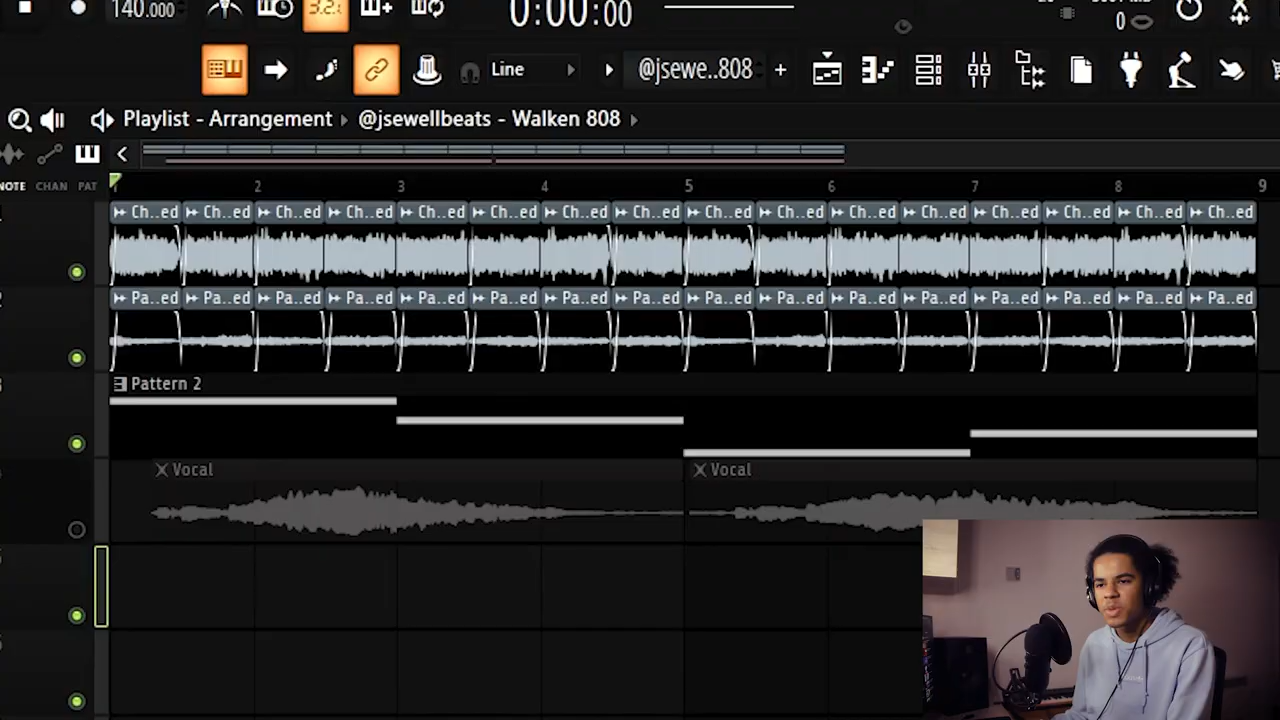 140.000
3.2.
0:00:00
0
Line
@jsewe..808
Playlist - Arrangement
@jsewellbeats - Walken 808
NOTE CHAN PAT
1 2 3 4 5 6 7 8 9
Ch..ed Ch..ed Ch..ed Ch..ed Ch..ed Ch..ed Ch..ed Ch..ed Ch..ed Ch..ed Ch..ed Ch..ed Ch..ed Ch..ed Ch..ed Ch..ed
Pa..ed Pa..ed Pa..ed Pa..ed Pa..ed Pa..ed Pa..ed Pa..ed Pa..ed Pa..ed Pa..ed Pa..ed Pa..ed Pa..ed Pa..ed Pa..ed
Pattern 2
Vocal Vocal